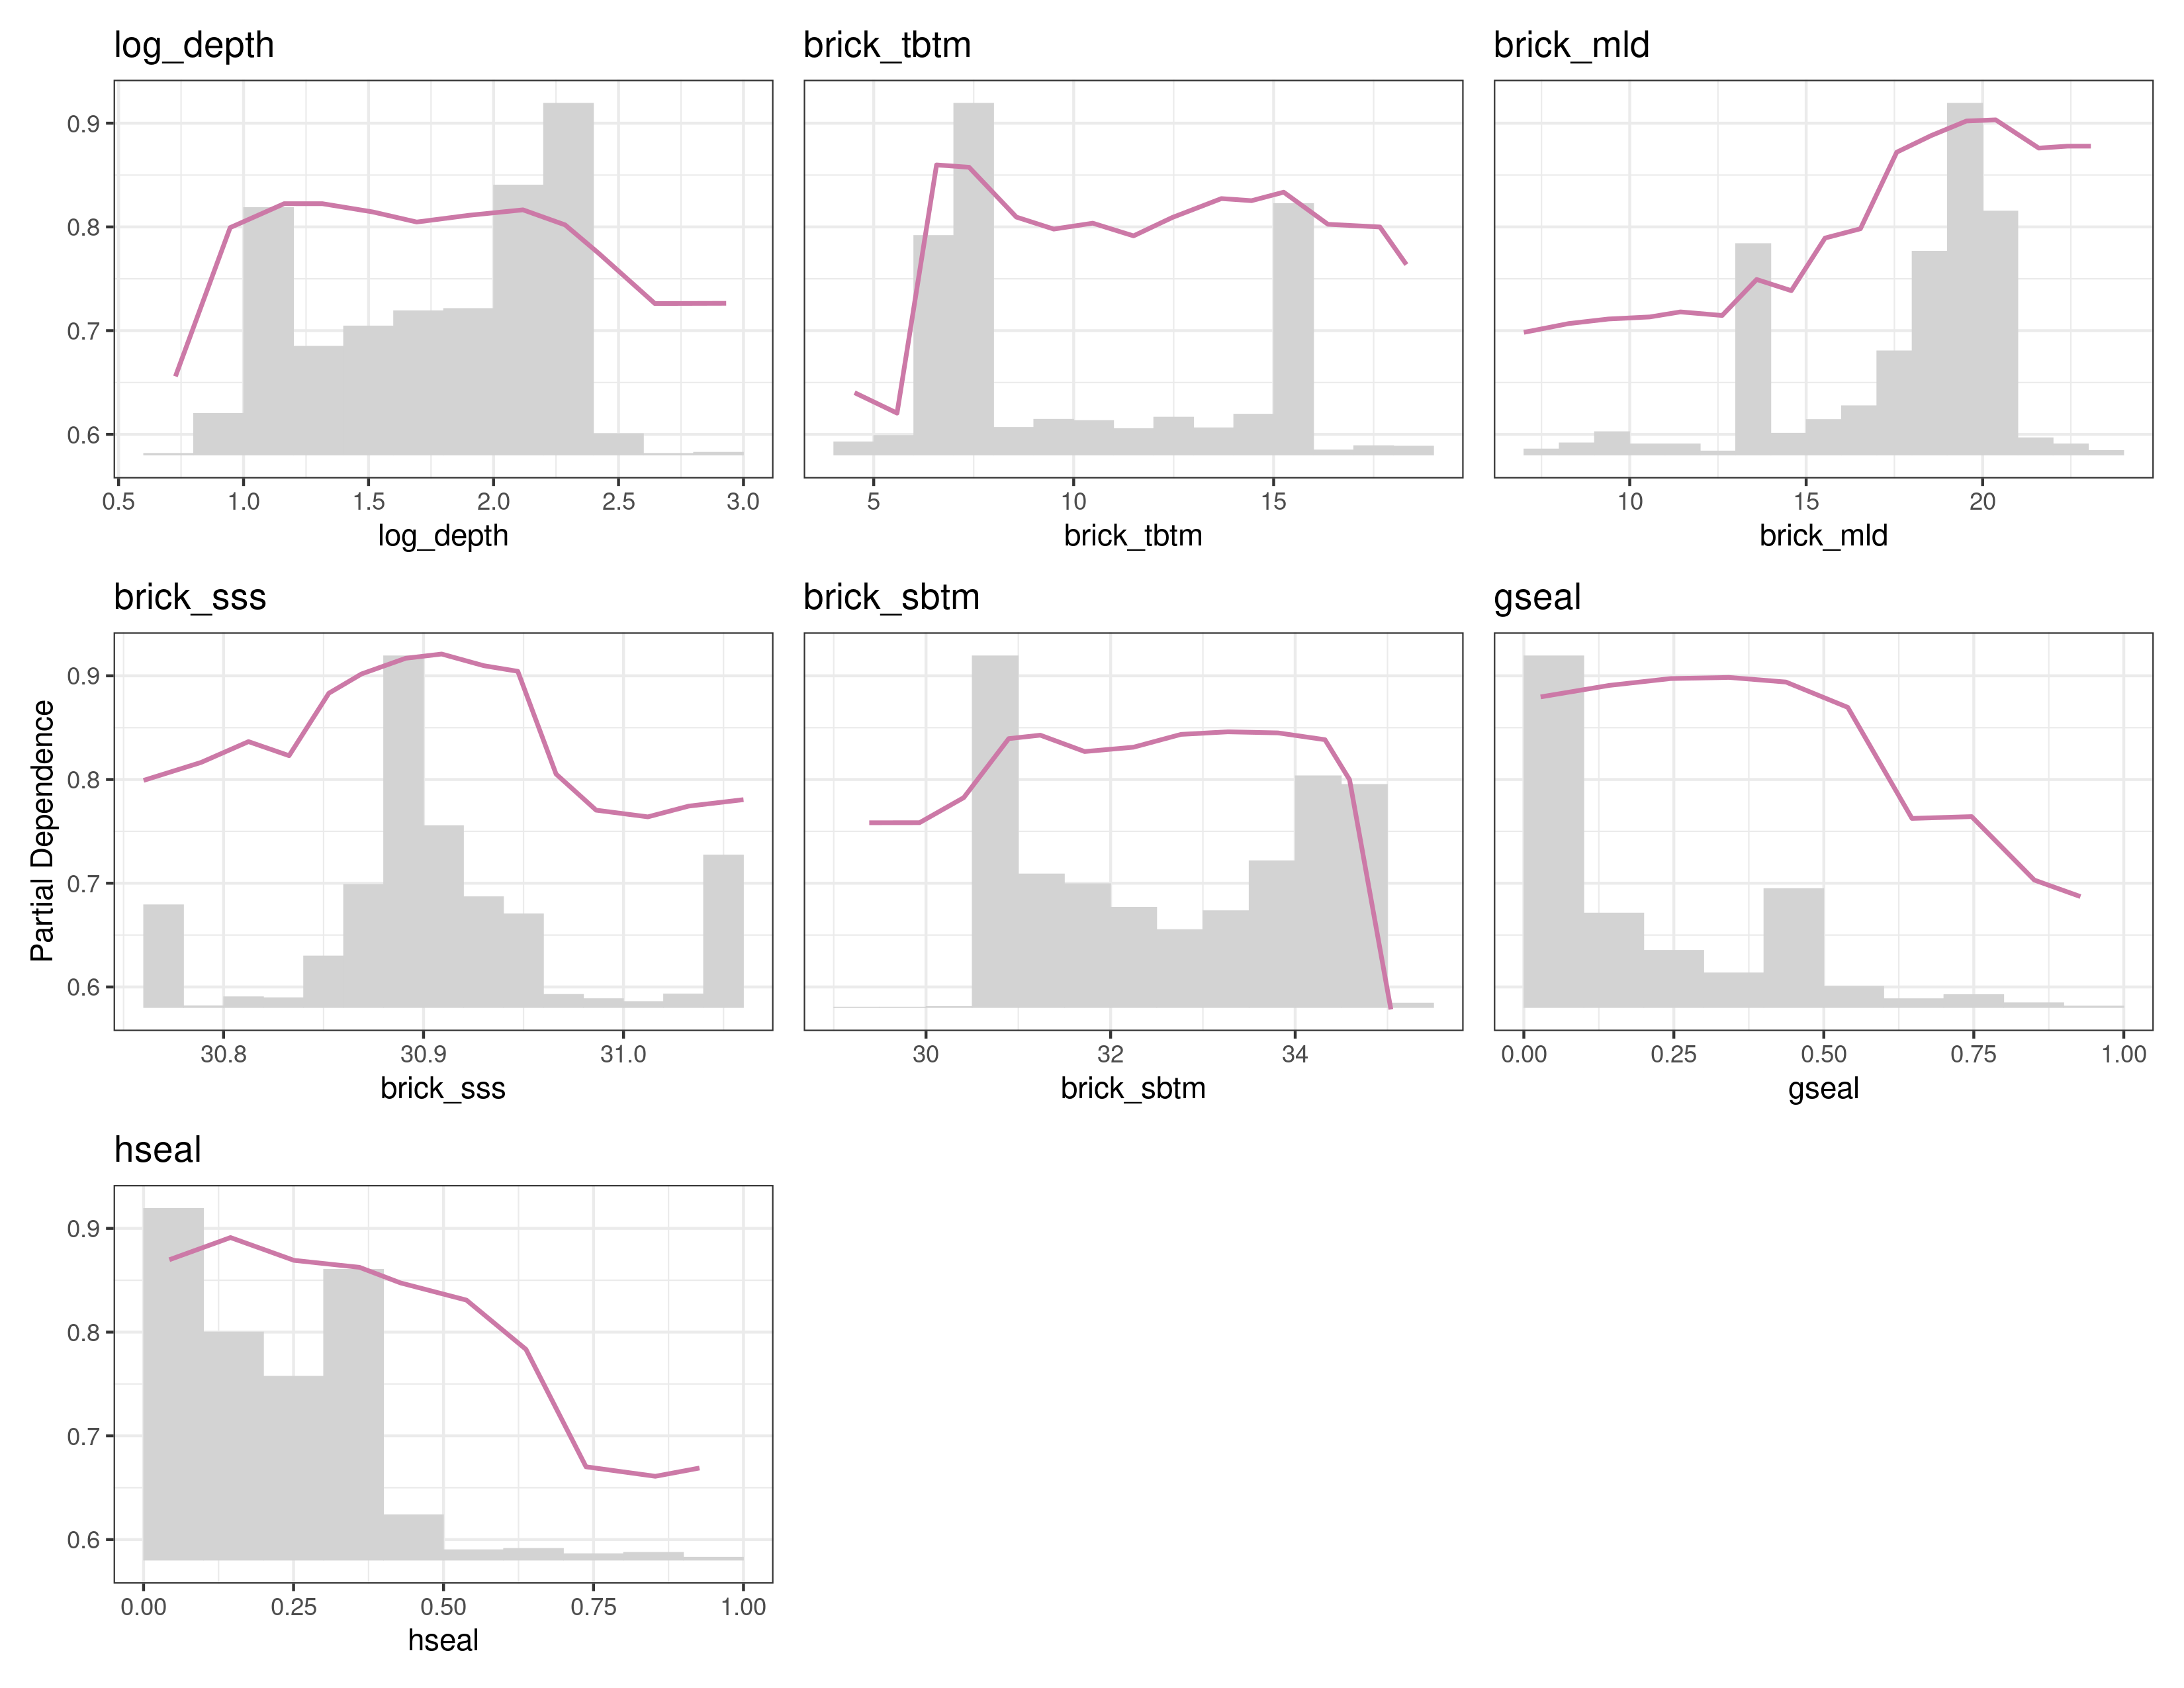 log_depth
brick_tbtm
brick_mld
0.9
0.8
0.7
0.6
0.5 1.0 1.5 2.0 2.5 3.0
5 10 15
10 15 20
log_depth
brick_tbtm
brick_mld
brick_sss
brick_sbtm
gseal
Partial Dependence
0.9
0.8
0.7
0.6
30.8 30.9 31.0
30 32 34
0.00 0.25 0.50 0.75 1.00
brick_sss
brick_sbtm
gseal
hseal
0.9
0.8
0.7
0.6
0.00 0.25 0.50 0.75 1.00
hseal